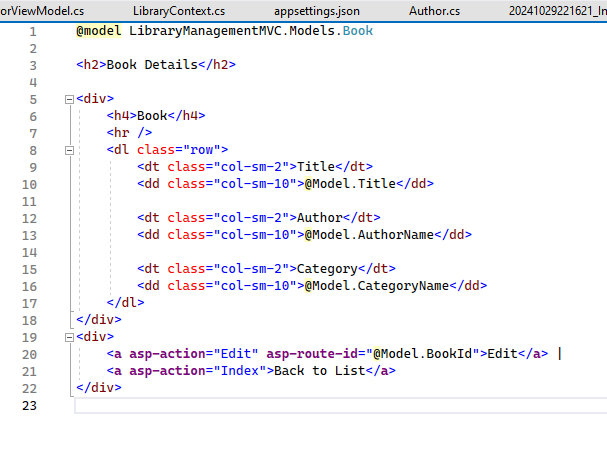 orViewModel.cs LibraryContext.cs appsettings.json Author.cs 20241029221621_In
1 @model LibraryManagementMVC.Models.Book
2
3 <h2>Book Details</h2>
4
5 <div>
6 <h4>Book</h4>
7 <hr />
8 <dl class="row">
9 <dt class="col-sm-2">Title</dt>
10 <dd class="col-sm-10">@Model.Title</dd>
11
12 <dt class="col-sm-2">Author</dt>
13 <dd class="col-sm-10">@Model.AuthorName</dd>
14
15 <dt class="col-sm-2">Category</dt>
16 <dd class="col-sm-10">@Model.CategoryName</dd>
17 </dl>
18 </div>
19 <div>
20 <a asp-action="Edit" asp-route-id="@Model.BookId">Edit</a> |
21 <a asp-action="Index">Back to List</a>
22 </div>
23